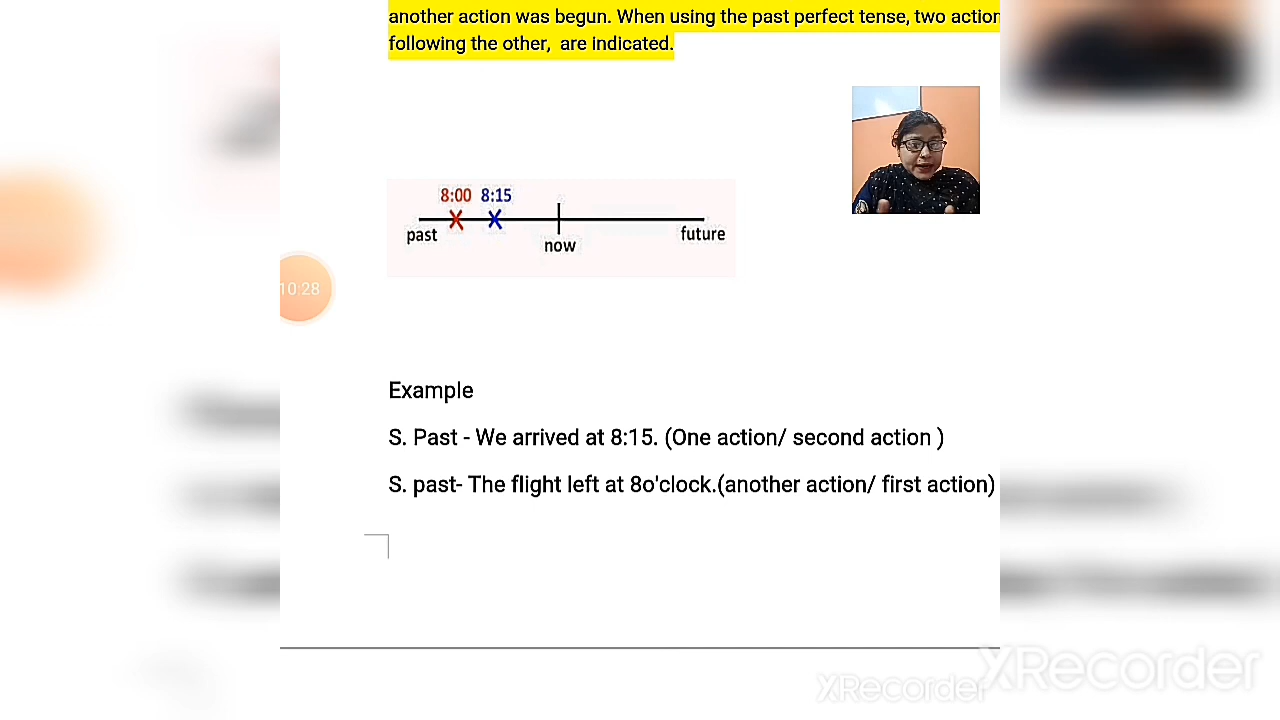 another action was begun. When using the past perfect tense, two action
following the other,  are indicated.
8:00 8:15
past
now
future
10:28
Example
S. Past - We arrived at 8:15. (One action/ second action )
S. past- The flight left at 8o'clock.(another action/ first action)
XRecorder
XRecorder